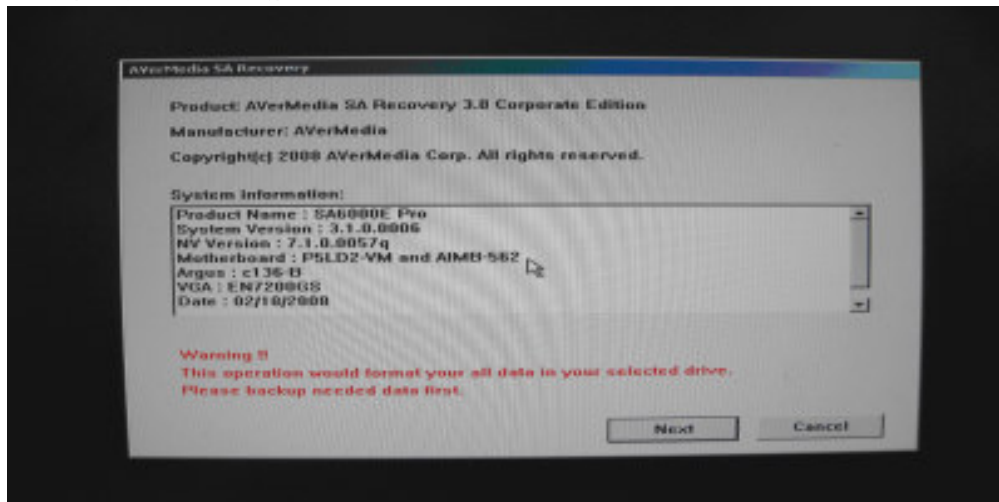 AVerMedia SA Recovery
Product: AVerMedia SA Recovery 3.0 Corporate Edition
Manufacturer: AVerMedia
Copyright(c) 2008 AVerMedia Corp. All rights reserved.
System Information:
Product Name : SA6000E Pro
System Version : 3.1.0.0006
NV Version : 7.1.0.0057q
Motherboard : P5LD2-VM and AIMB-562
Argus : c136-B
VGA : EN7200GS
Date : 02/18/2008
Warning !!
This operation would format your all data in your selected drive.
Please backup needed data first.
Next
Cancel